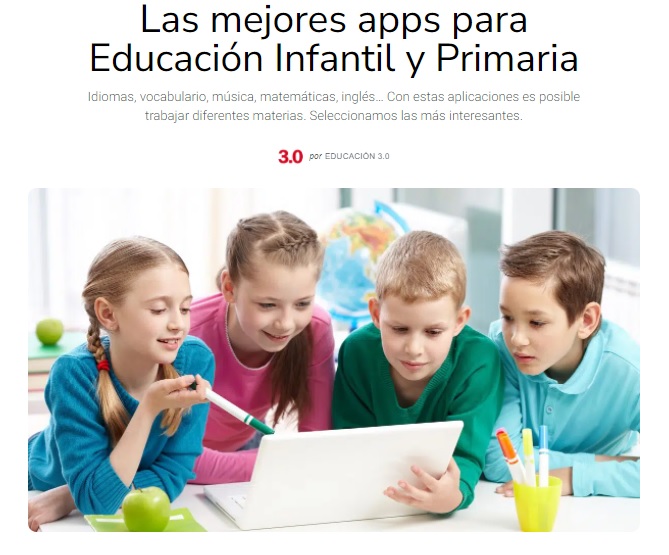 Las mejores apps para
Educación Infantil y Primaria
Idiomas, vocabulario, música, matemáticas, inglés... Con estas aplicaciones es posible
trabajar diferentes materias. Seleccionamos las más interesantes.
3.0 por EDUCACIÓN 3.0